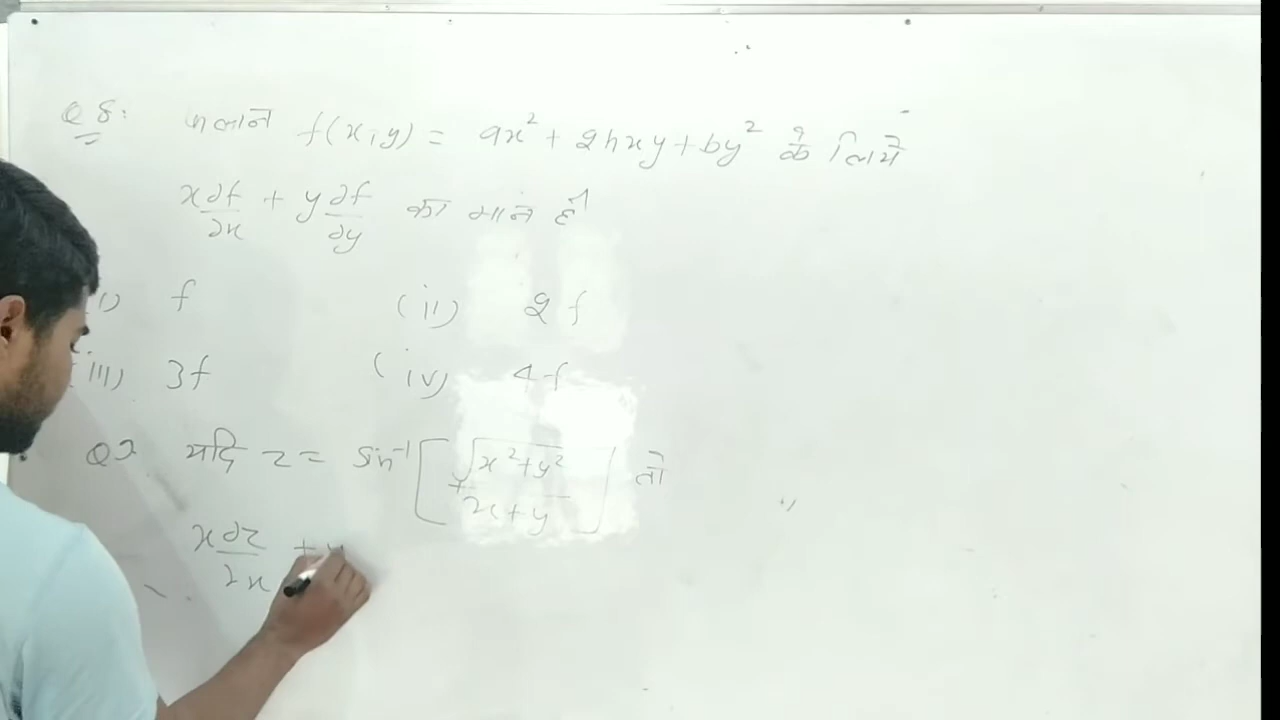 Q 8. फलन f(x,y) = ax² + 2hxy + by² के लिये
x ∂f/∂x + y ∂f/∂y का मान है
i) f (ii) 2f
(iii) 3f (iv) 4f
Q 9 यदि z = sin⁻¹ [√(x²+y²) / (x+y)] तो
x ∂z/∂x + y